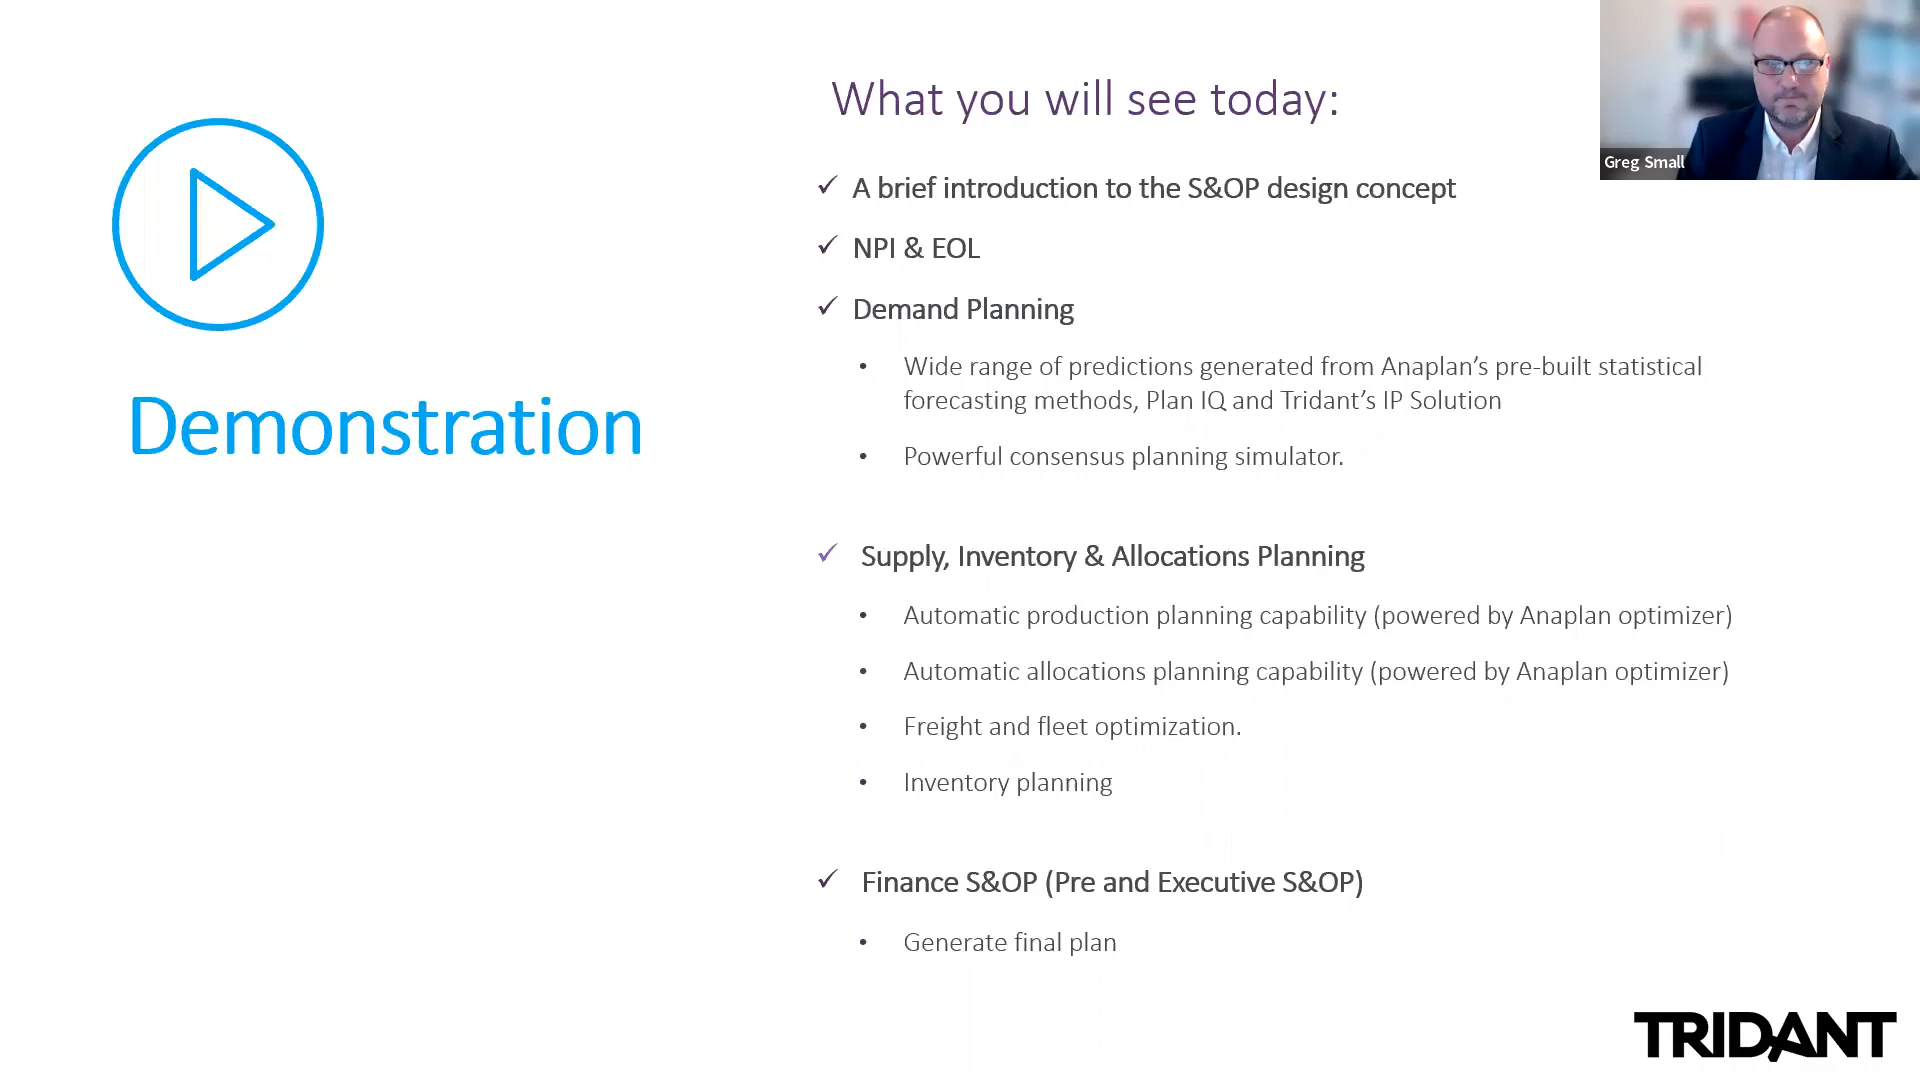 What you will see today:
Greg Small
✓ A brief introduction to the S&OP design concept
✓ NPI & EOL
✓ Demand Planning
• Wide range of predictions generated from Anaplan’s pre-built statistical
forecasting methods, Plan IQ and Tridant’s IP Solution
• Powerful consensus planning simulator.
Demonstration
✓ Supply, Inventory & Allocations Planning
• Automatic production planning capability (powered by Anaplan optimizer)
• Automatic allocations planning capability (powered by Anaplan optimizer)
• Freight and fleet optimization.
• Inventory planning
✓ Finance S&OP (Pre and Executive S&OP)
• Generate final plan
TRIDANT